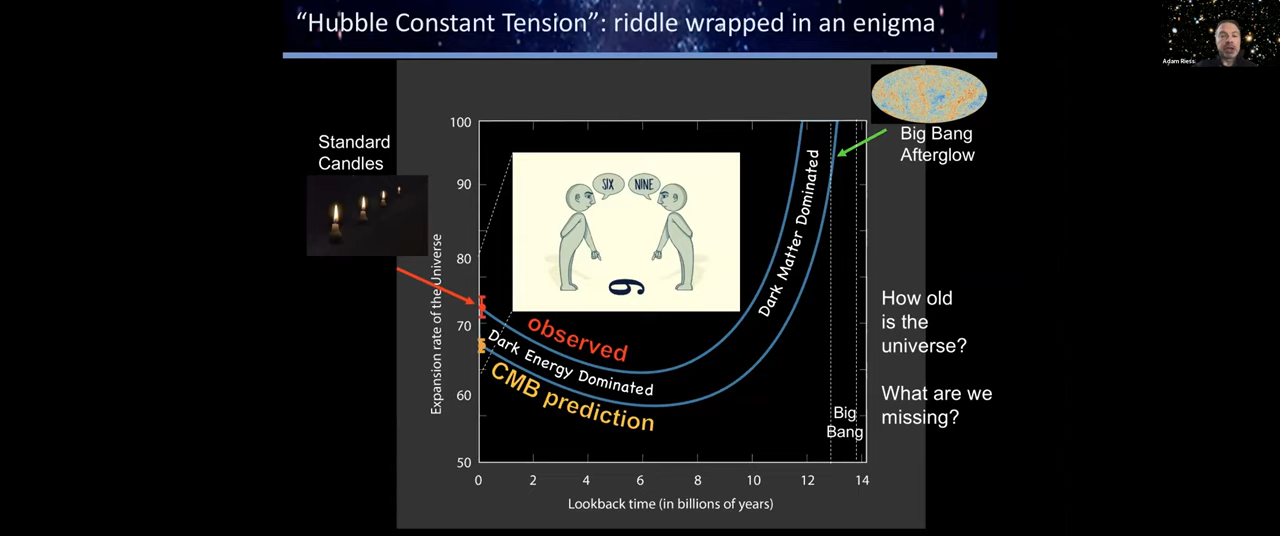 “Hubble Constant Tension”: riddle wrapped in an enigma
Adam Riess
Big Bang
Afterglow
Standard
Candles
100
90
80
70
60
50
Expansion rate of the Universe
SIX
NINE
6
observed
Dark Energy Dominated
CMB prediction
Dark Matter Dominated
Big
Bang
How old
is the
universe?
What are we
missing?
0 2 4 6 8 10 12 14
Lookback time (in billions of years)